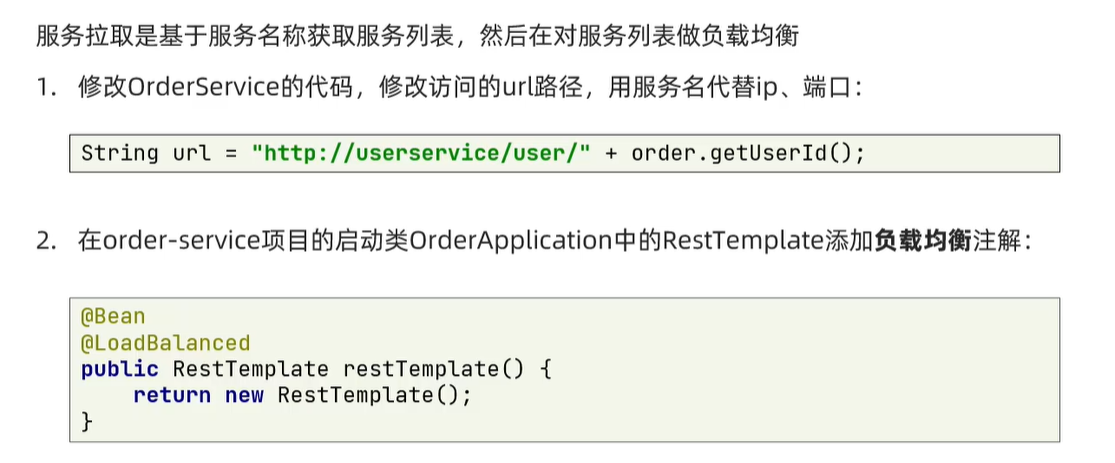 服务拉取是基于服务名称获取服务列表，然后在对服务列表做负载均衡
1. 修改OrderService的代码，修改访问的url路径，用服务名代替ip、端口：
String url = "http://userservice/user/" + order.getUserId();
2. 在order-service项目的启动类OrderApplication中的RestTemplate添加负载均衡注解：
@Bean
@LoadBalanced
public RestTemplate restTemplate() {
    return new RestTemplate();
}